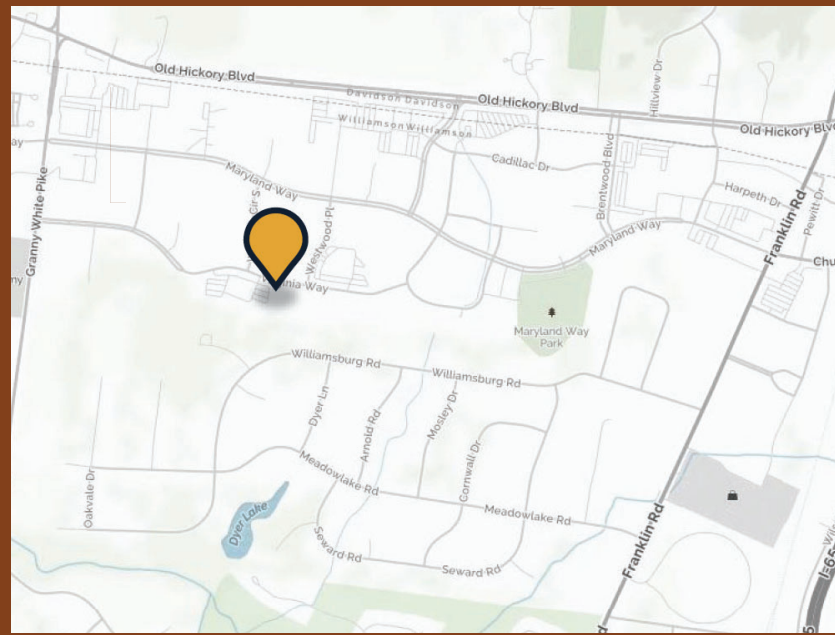 Old Hickory Blvd
Davidson Davidson
Old Hickory Blvd
Hillview Dr
Old Hickory Blvd
Williamson Williamson
Cadillac Dr
Brentwood Blvd
Harpeth Dr
Pewitt Dr
Maryland Way
Westwood Pl
Maryland Way
Granny White Pike
Franklin Rd
Maryland Way
Park
Williamsburg Rd
Williamsburg Rd
Dyer Ln
Arnold Rd
Mosley Dr
Cornwall Dr
Meadowlake Rd
Meadowlake Rd
Oakvale Dr
Dyer Lake
Seward Rd
Seward Rd
Franklin Rd
I-65